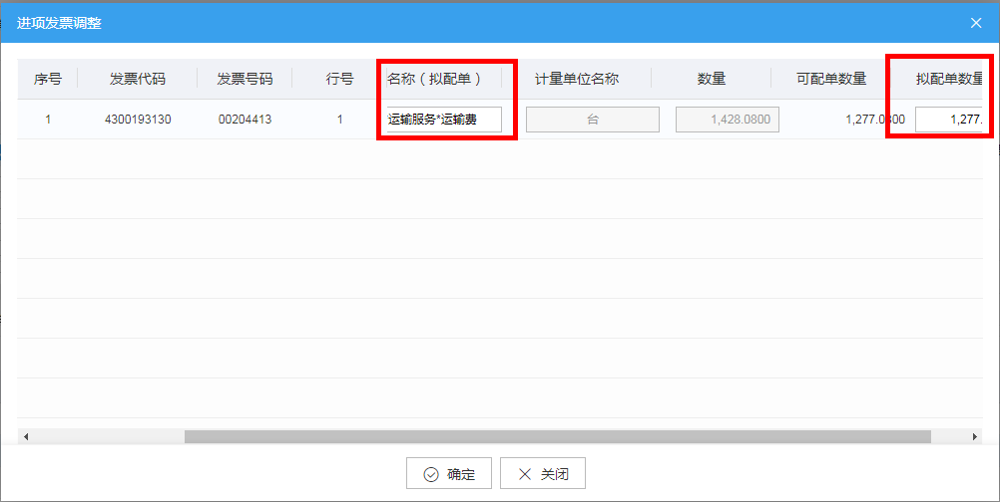 进项发票调整
序号 发票代码 发票号码 行号 名称（拟配单） 计量单位名称 数量 可配单数量 拟配单数量
1 4300193130 00204413 1 运输服务*运输费 台 1,428.0800 1,277.0800 1,277.
确定 关闭